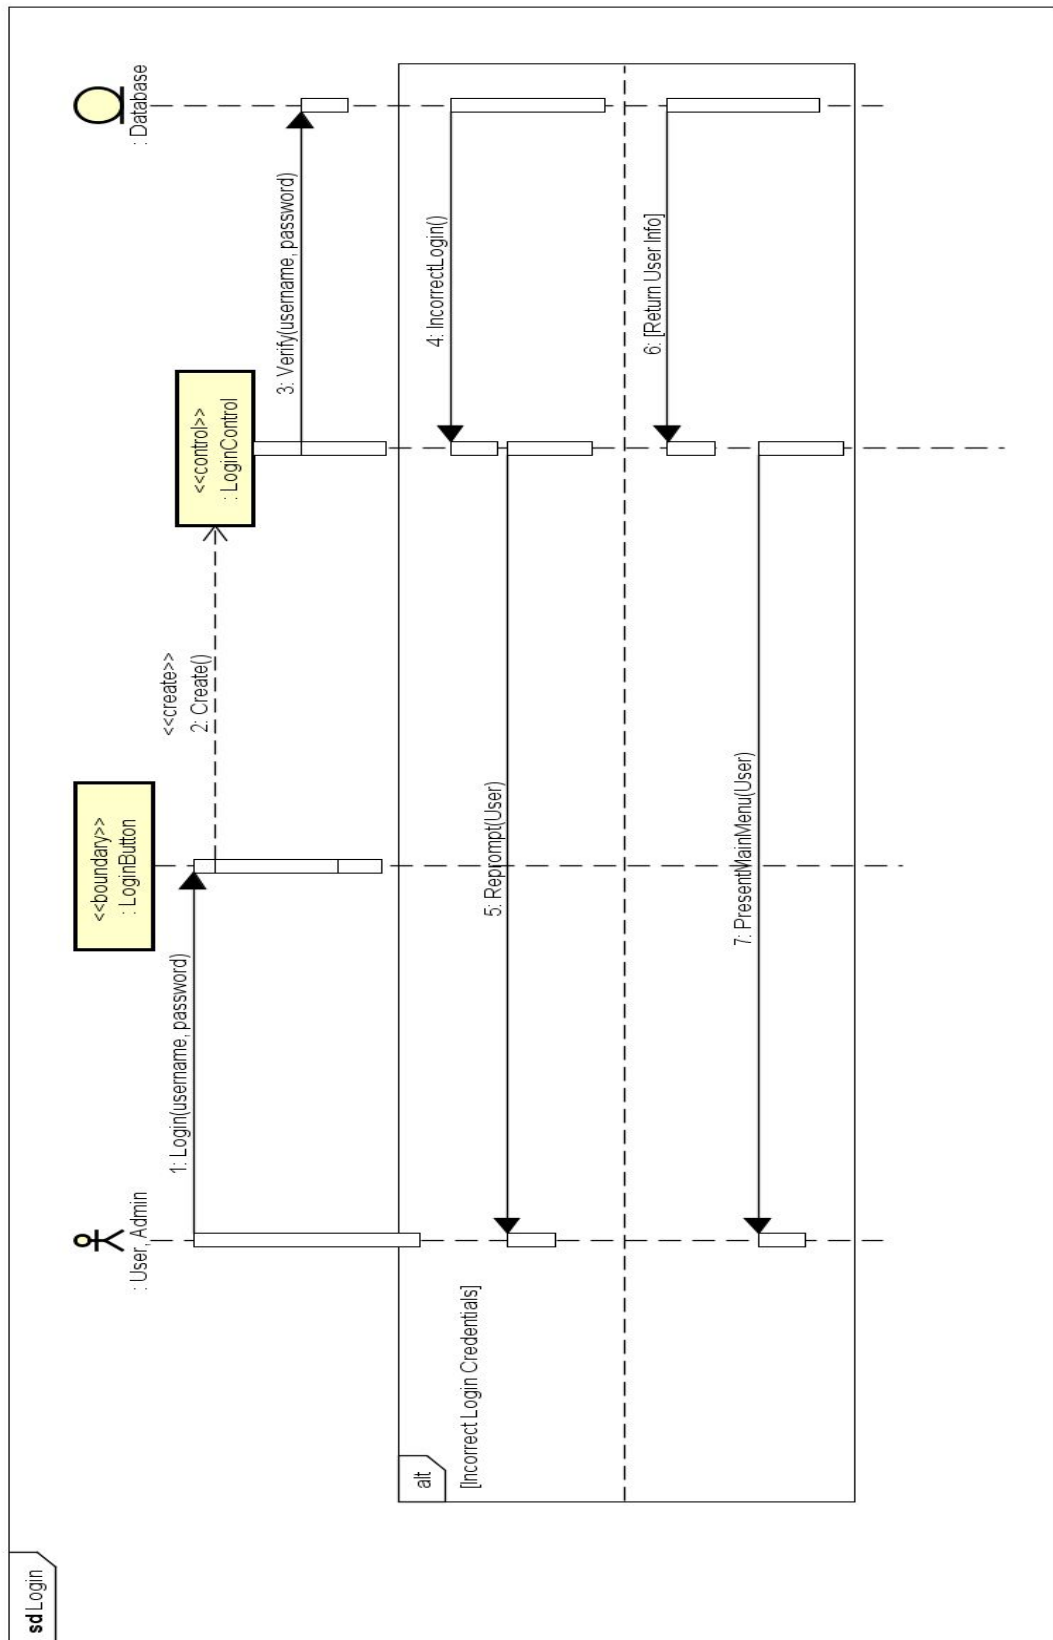 sd Login
: User, Admin
<<boundary>>
: LoginButton
<<control>>
: LoginControl
: Database
1: Login(username, password)
<<create>>
2: Create()
3: Verify(username, password)
alt
[Incorrect Login Credentials]
4: IncorrectLogin()
5: Reprompt(User)
6: [Return User Info]
7: PresentMainMenu(User)